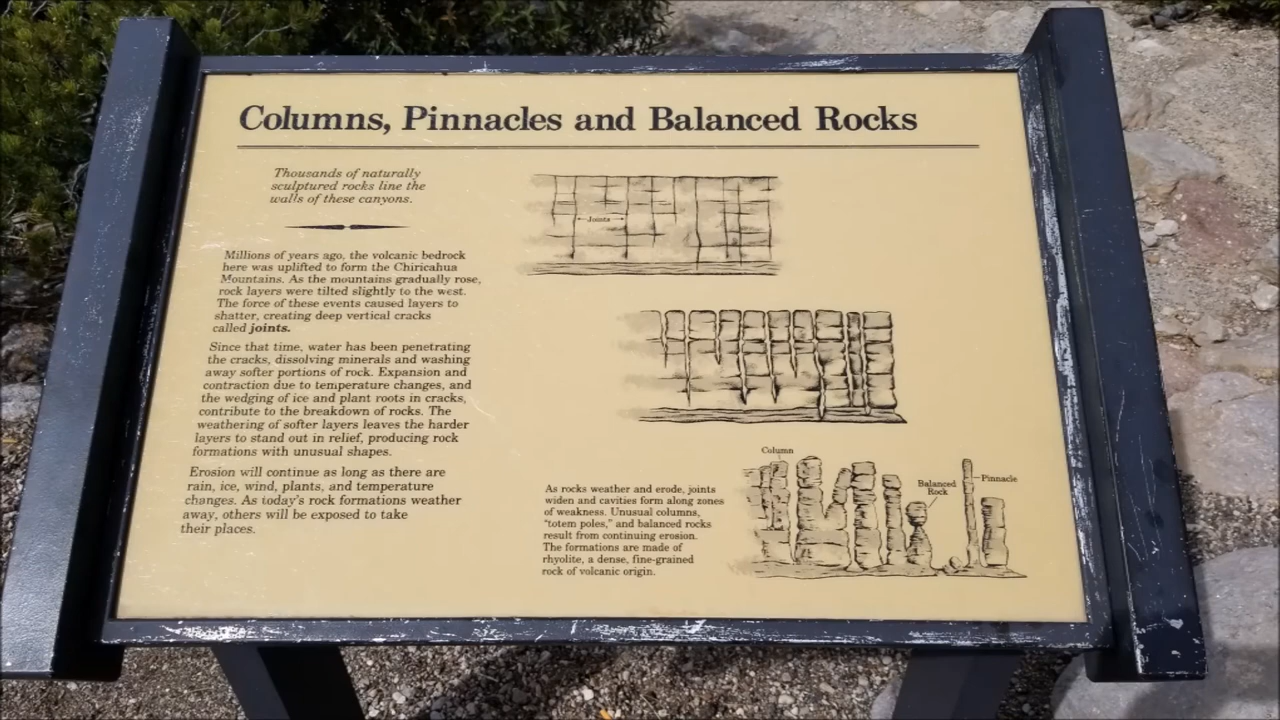 Columns, Pinnacles and Balanced Rocks
Thousands of naturally
sculptured rocks line the
walls of these canyons.
Millions of years ago, the volcanic bedrock
here was uplifted to form the Chiricahua
Mountains. As the mountains gradually rose,
rock layers were tilted slightly to the west.
The force of these events caused layers to
shatter, creating deep vertical cracks
called joints.
Since that time, water has been penetrating
the cracks, dissolving minerals and washing
away softer portions of rock. Expansion and
contraction due to temperature changes, and
the wedging of ice and plant roots in cracks,
contribute to the breakdown of rocks. The
weathering of softer layers leaves the harder
layers to stand out in relief, producing rock
formations with unusual shapes.
Erosion will continue as long as there are
rain, ice, wind, plants, and temperature
changes. As today's rock formations weather
away, others will be exposed to take
their places.
Joints
As rocks weather and erode, joints
widen and cavities form along zones
of weakness. Unusual columns,
"totem poles," and balanced rocks
result from continuing erosion.
The formations are made of
rhyolite, a dense, fine-grained
rock of volcanic origin.
Column
Balanced
Rock
Pinnacle